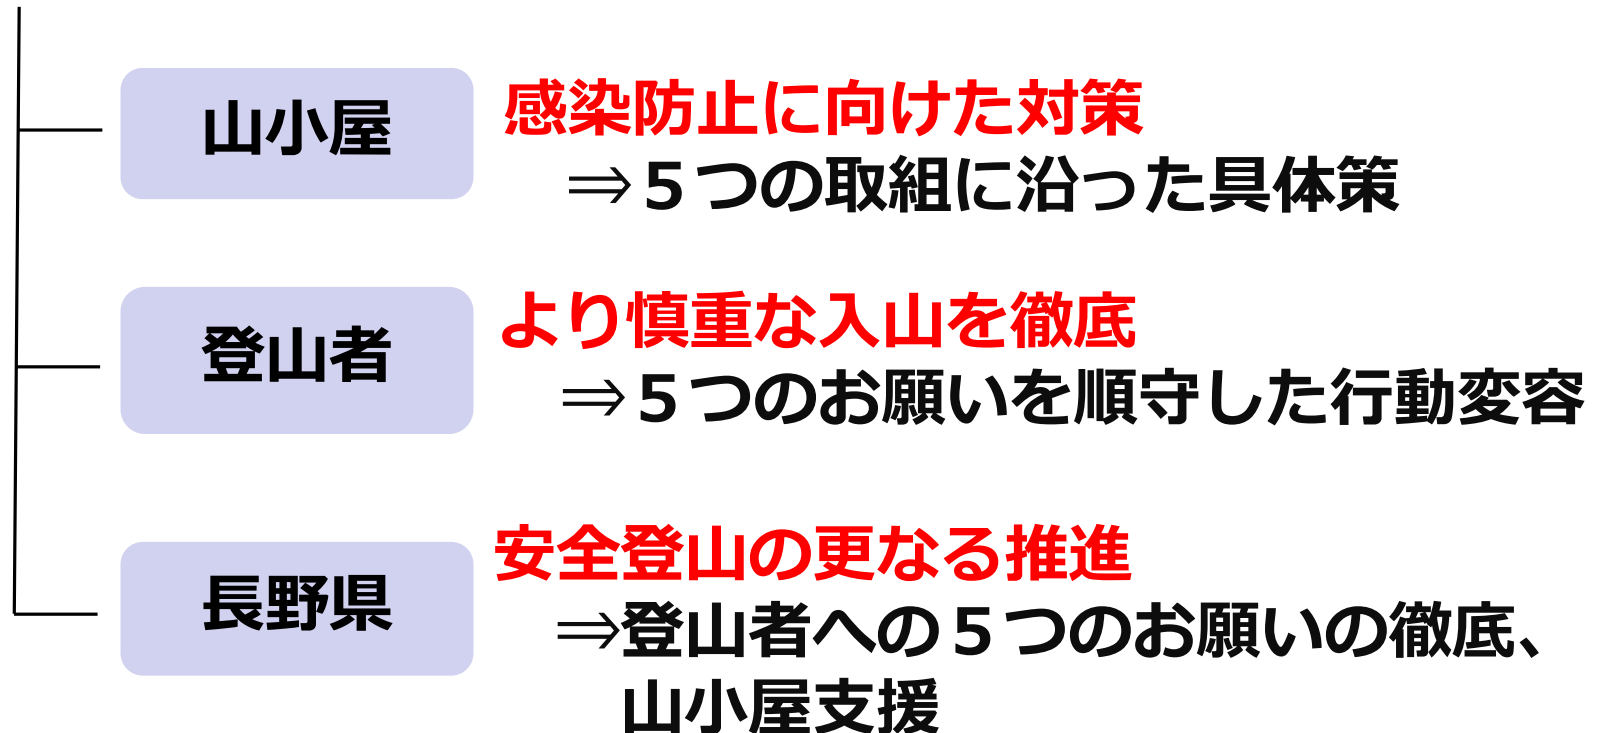 山小屋
感染防止に向けた対策
⇒５つの取組に沿った具体策
登山者
より慎重な入山を徹底
⇒５つのお願いを順守した行動変容
長野県
安全登山の更なる推進
⇒登山者への５つのお願いの徹底、
山小屋支援